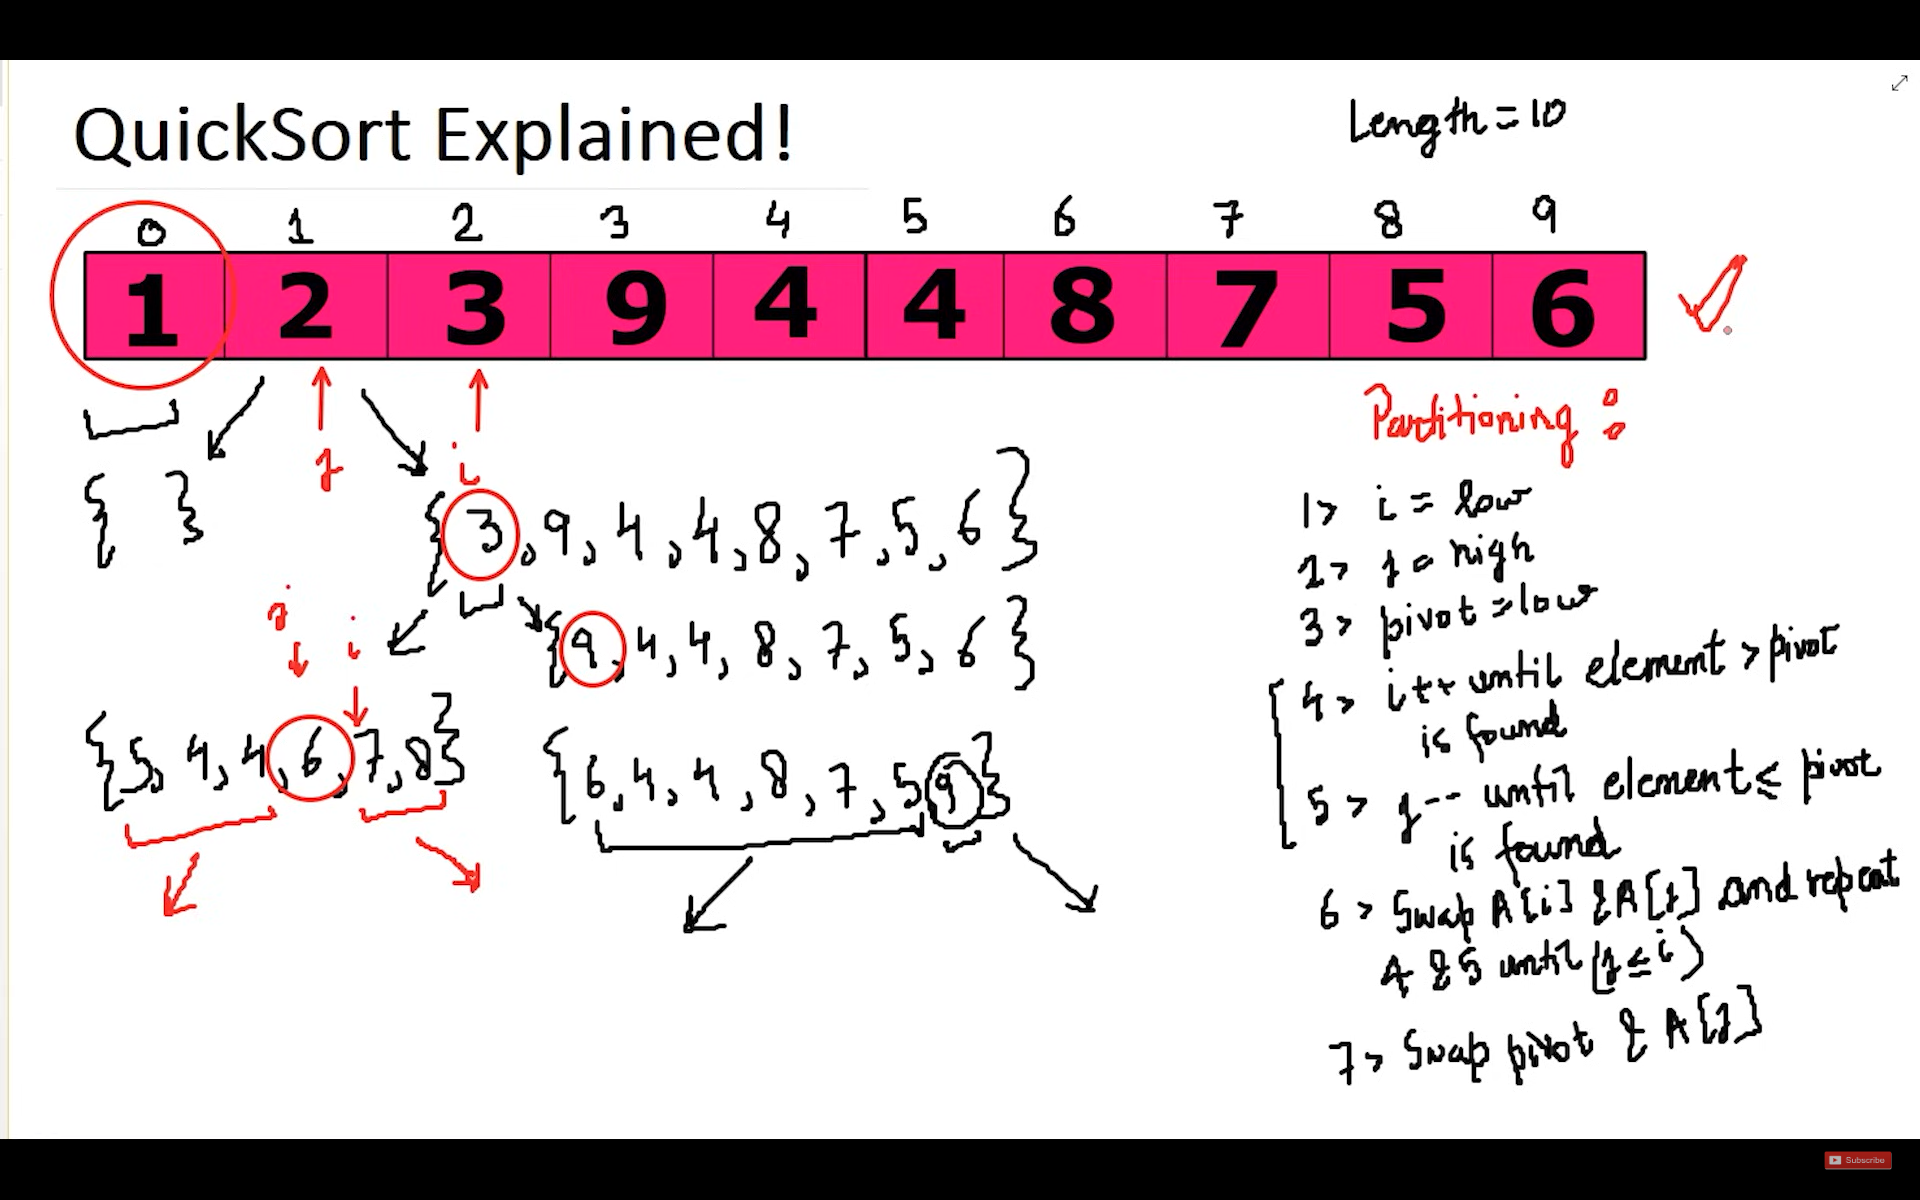 QuickSort Explained!
Length = 10
0 1 2 3 4 5 6 7 8 9
1 2 3 9 4 4 8 7 5 6
Partitioning :
j
i
{ }
{ 3, 9, 4, 4, 8, 7, 5, 6 }
{ 9, 4, 4, 8, 7, 5, 6 }
j i
{ 5, 4, 4, 6, 7, 8 }
{ 6, 4, 4, 8, 7, 5 9 }
1> i = low
2> j = high
3> pivot = low
4> i++ until element > pivot
is found
5> j-- until element ≤ pivot
is found
6> Swap A[i] & A[j] and repeat
4 & 5 until (j ≤ i)
7> Swap pivot & A[j]
Subscribe